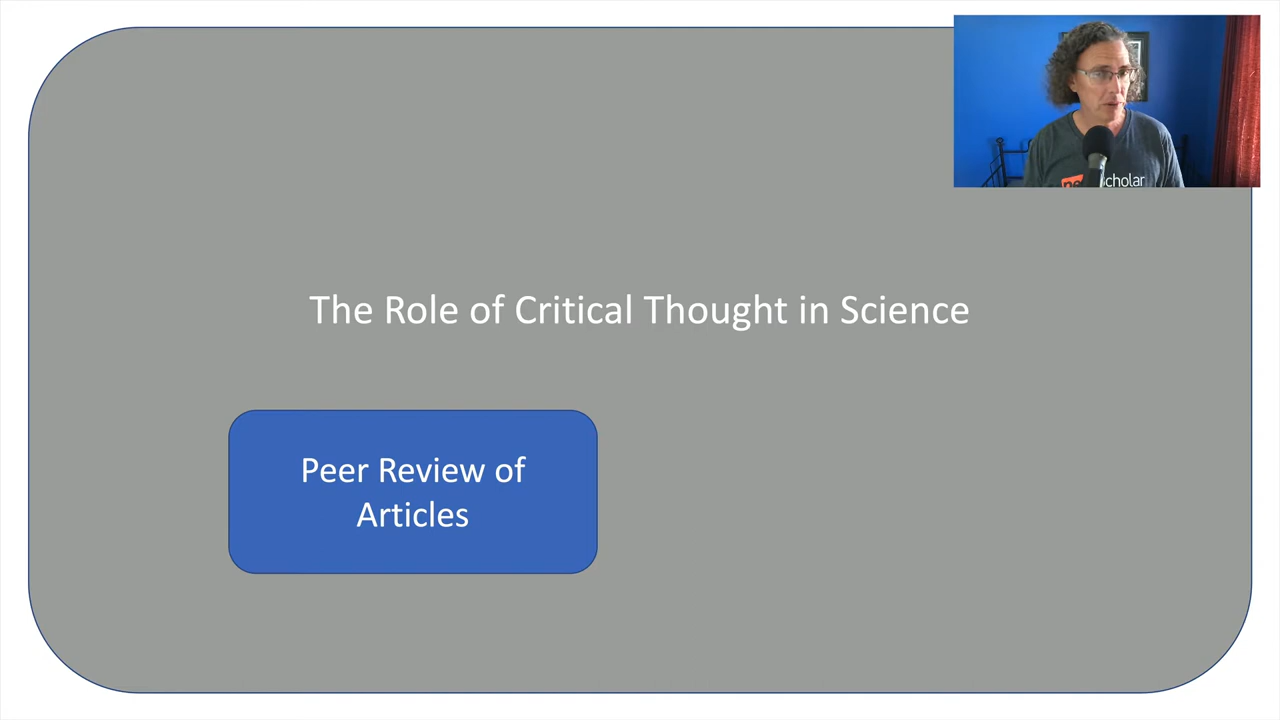 The Role of Critical Thought in Science
Peer Review of
Articles